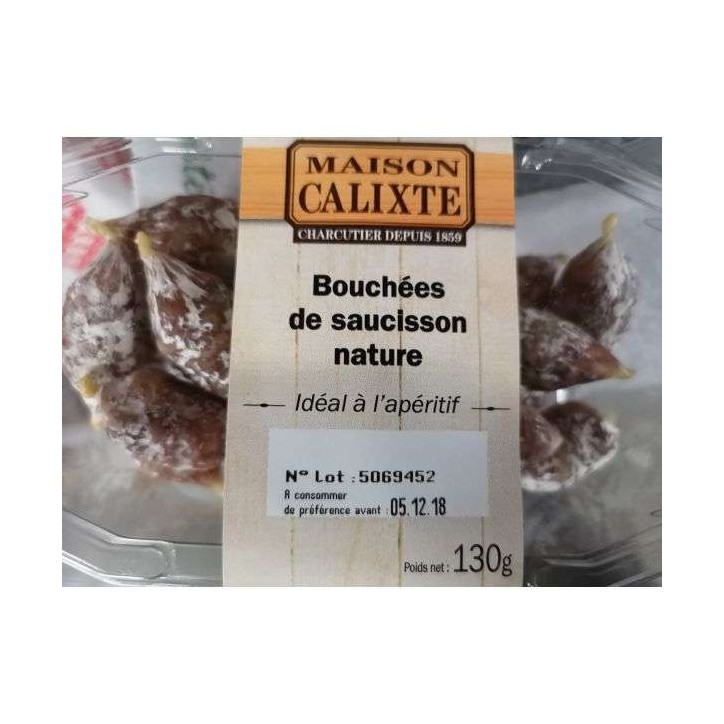 MAISON
CALIXTE
CHARCUTIER DEPUIS 1859
Bouchées
de saucisson
nature
Idéal à l'apéritif
Nº Lot : 5069452
A consommer
de préférence avant : 05.12.18
Poids net : 130g